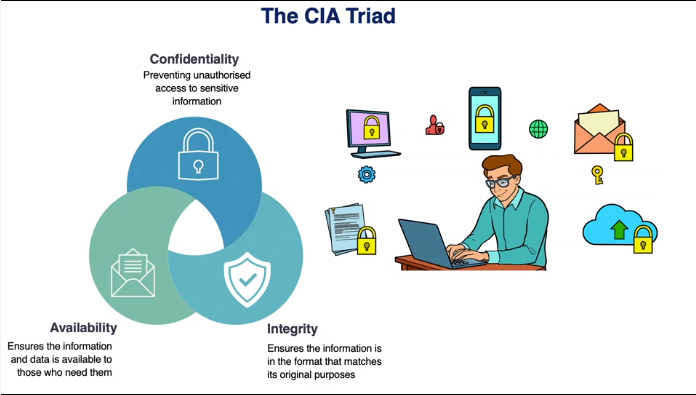 The CIA Triad
Confidentiality
Preventing unauthorised
access to sensitive
information
Availability
Ensures the information
and data is available to
those who need them
Integrity
Ensures the information is
in the format that matches
its original purposes